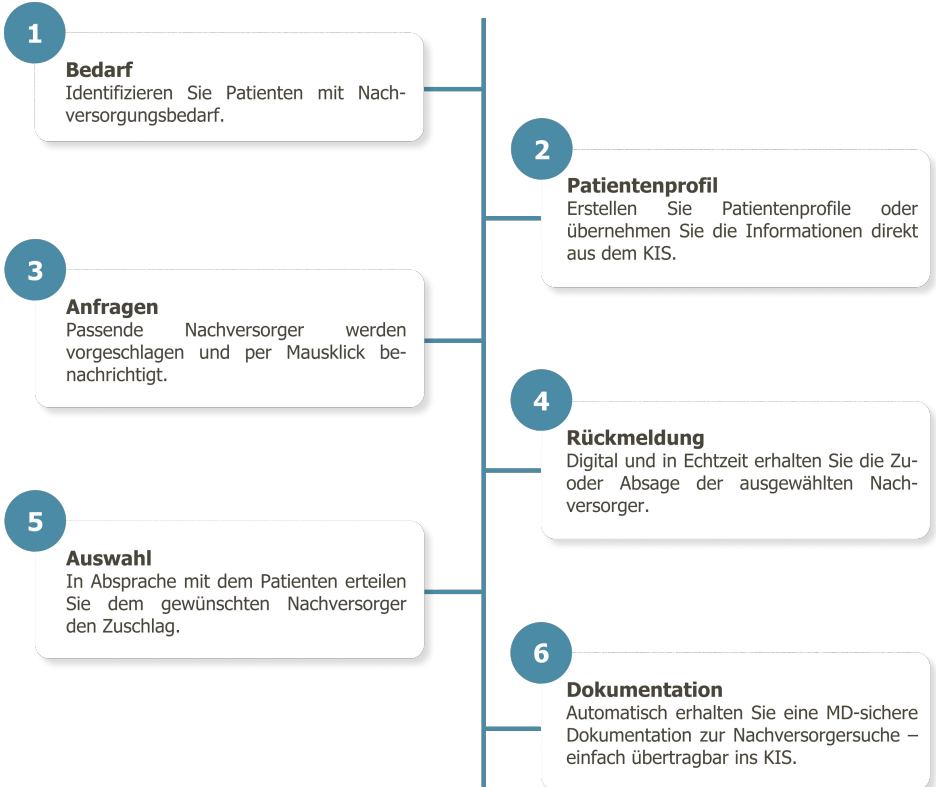 1
Bedarf
Identifizieren Sie Patienten mit Nach-
versorgungsbedarf.
2
Patientenprofil
Erstellen Sie Patientenprofile oder
übernehmen Sie die Informationen direkt
aus dem KIS.
3
Anfragen
Passende Nachversorger werden
vorgeschlagen und per Mausklick be-
nachrichtigt.
4
Rückmeldung
Digital und in Echtzeit erhalten Sie die Zu-
oder Absage der ausgewählten Nach-
versorger.
5
Auswahl
In Absprache mit dem Patienten erteilen
Sie dem gewünschten Nachversorger
den Zuschlag.
6
Dokumentation
Automatisch erhalten Sie eine MD-sichere
Dokumentation zur Nachversorgersuche –
einfach übertragbar ins KIS.